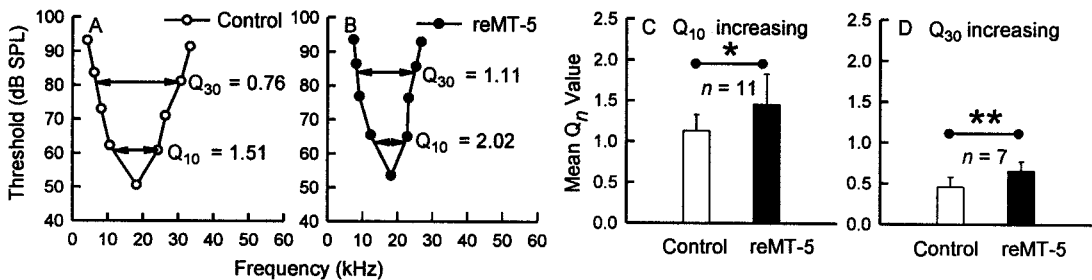 A
Control
Threshold (dB SPL)
100
90
80
70
60
50
40
Q30 = 0.76
Q10 = 1.51
0 10 20 30 40 50 60
B
reMT-5
100
90
80
70
60
50
40
Q30 = 1.11
Q10 = 2.02
0 10 20 30 40 50 60
Frequency (kHz)
C Q10 increasing
Mean Qn Value
2.5
2.0
1.5
1.0
0.5
0.0
*
n = 11
Control reMT-5
D Q30 increasing
2.5
2.0
1.5
1.0
0.5
0.0
**
n = 7
Control reMT-5